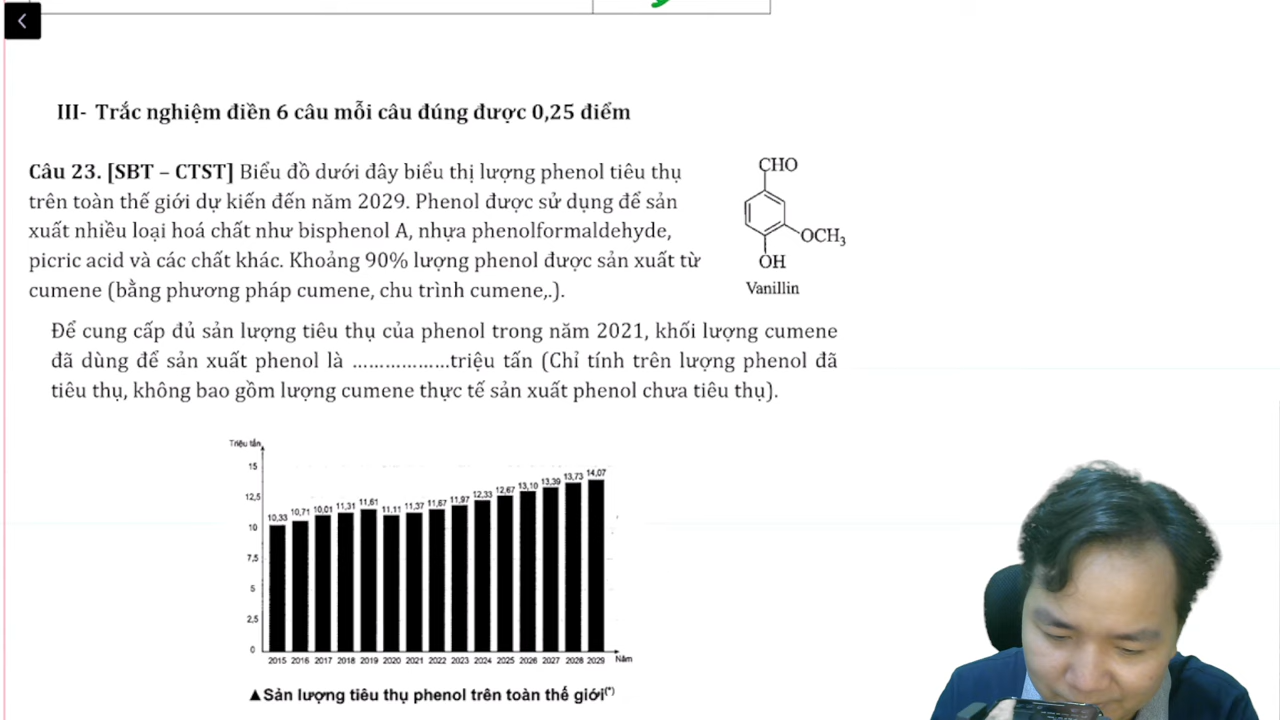 III- Trắc nghiệm điền 6 câu mỗi câu đúng được 0,25 điểm
Câu 23. [SBT – CTST] Biểu đồ dưới đây biểu thị lượng phenol tiêu thụ
trên toàn thế giới dự kiến đến năm 2029. Phenol được sử dụng để sản
xuất nhiều loại hoá chất như bisphenol A, nhựa phenolformaldehyde,
picric acid và các chất khác. Khoảng 90% lượng phenol được sản xuất từ
cumene (bằng phương pháp cumene, chu trình cumene,.).
CHO
OCH3
OH
Vanillin
Để cung cấp đủ sản lượng tiêu thụ của phenol trong năm 2021, khối lượng cumene
đã dùng để sản xuất phenol là ..................triệu tấn (Chỉ tính trên lượng phenol đã
tiêu thụ, không bao gồm lượng cumene thực tế sản xuất phenol chưa tiêu thụ).
Triệu tấn
15
12,5
10
7,5
5
2,5
0
10,33 10,71 10,01 11,31 11,61 11,11 11,37 11,67 11,97 12,33 12,67 13,10 13,39 13,73 14,07
2015 2016 2017 2018 2019 2020 2021 2022 2023 2024 2025 2026 2027 2028 2029 Năm
▲Sản lượng tiêu thụ phenol trên toàn thế giới(*)